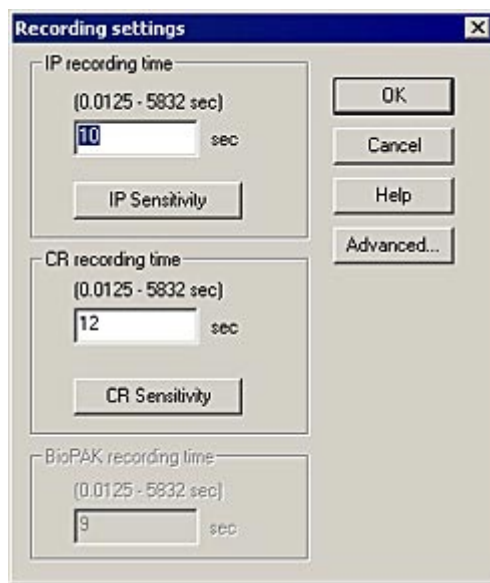 Recording settings
IP recording time
(0.0125 - 5832 sec)
10 sec
IP Sensitivity
CR recording time
(0.0125 - 5832 sec)
12 sec
CR Sensitivity
BioPAK recording time
(0.0125 - 5832 sec)
9 sec
OK
Cancel
Help
Advanced...